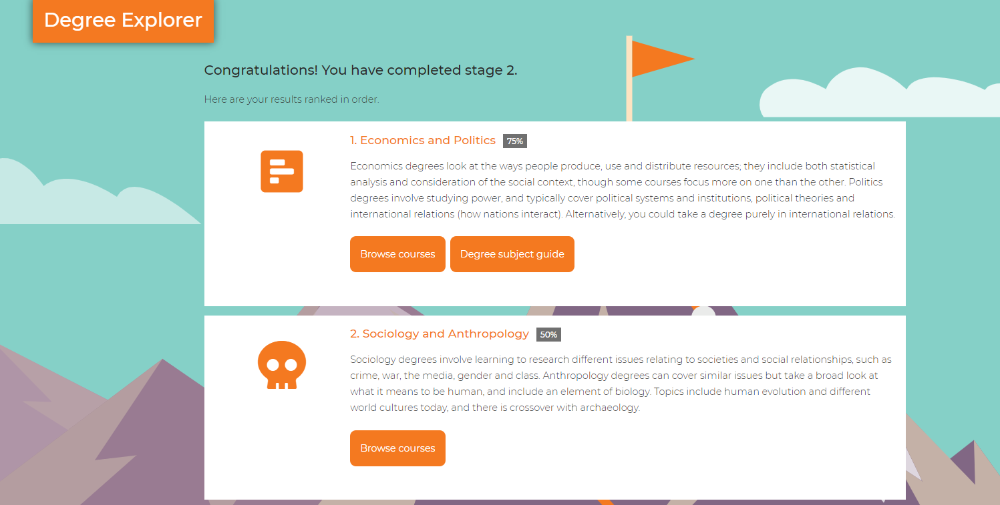 Degree Explorer
Congratulations! You have completed stage 2.
Here are your results ranked in order.
1. Economics and Politics 75%
Economics degrees look at the ways people produce, use and distribute resources; they include both statistical
analysis and consideration of the social context, though some courses focus more on one than the other. Politics
degrees involve studying power, and typically cover political systems and institutions, political theories and
international relations (how nations interact). Alternatively, you could take a degree purely in international relations.
Browse courses Degree subject guide
2. Sociology and Anthropology 50%
Sociology degrees involve learning to research different issues relating to societies and social relationships, such as
crime, war, the media, gender and class. Anthropology degrees can cover similar issues but take a broad look at
what it means to be human, and include an element of biology. Topics include human evolution and different
world cultures today, and there is crossover with archaeology.
Browse courses